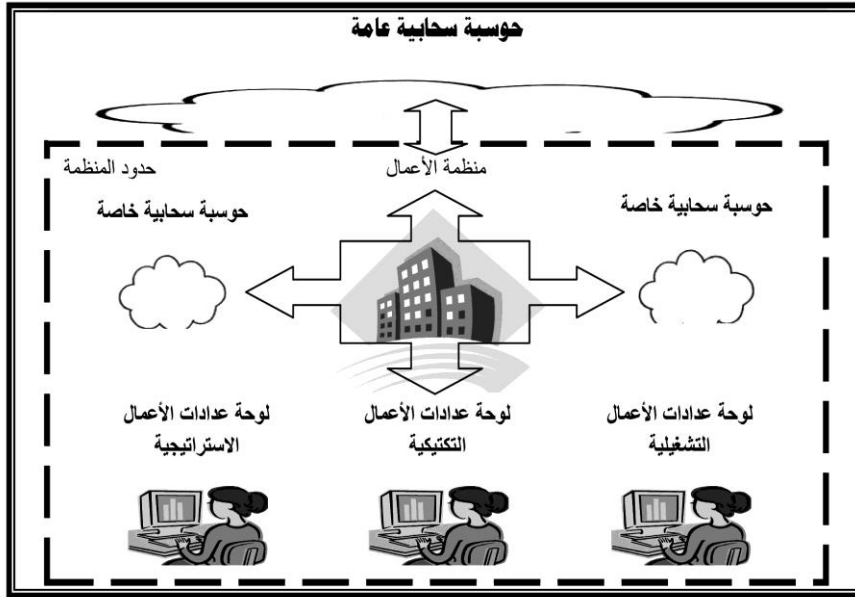 حوسبة سحابية عامة
منظمة الأعمال
حدود المنظمة
حوسبة سحابية خاصة
حوسبة سحابية خاصة
لوحة عدادات الأعمال
التشغيلية
لوحة عدادات الأعمال
التكتيكية
لوحة عدادات الأعمال
الاستراتيجية